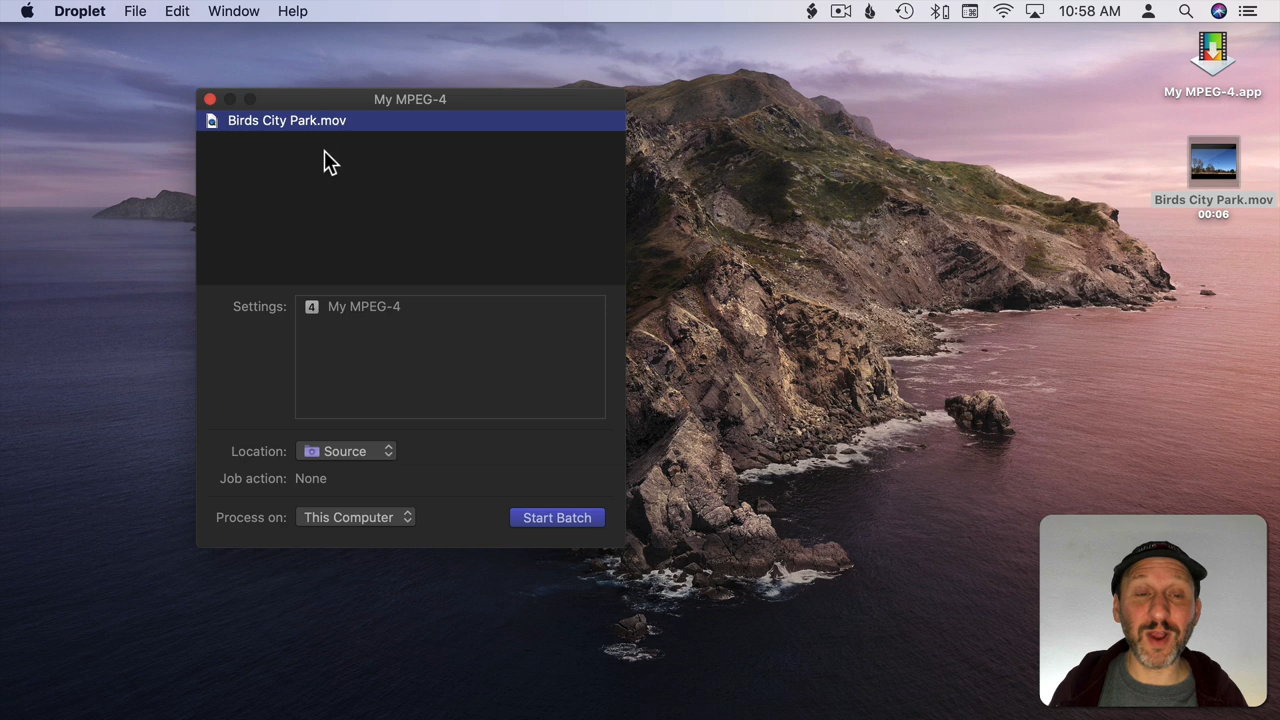 Droplet File Edit Window Help 10:58 AM
My MPEG-4
Birds City Park.mov
Settings: 4 My MPEG-4
Location: Source
Job action: None
Process on: This Computer Start Batch
My MPEG-4.app
Birds City Park.mov
00:06